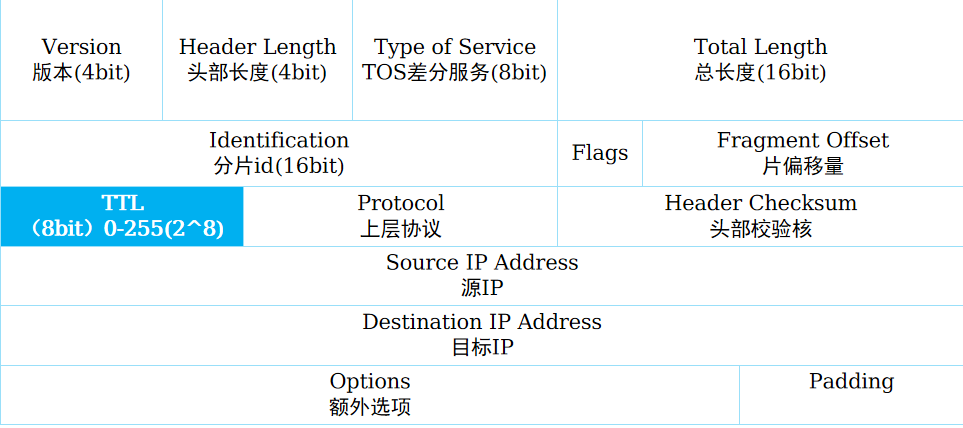 Version
版本(4bit)
Header Length
头部长度(4bit)
Type of Service
TOS差分服务(8bit)
Total Length
总长度(16bit)
Identification
分片id(16bit)
Flags
Fragment Offset
片偏移量
TTL
（8bit）0-255(2^8)
Protocol
上层协议
Header Checksum
头部校验核
Source IP Address
源IP
Destination IP Address
目标IP
Options
额外选项
Padding